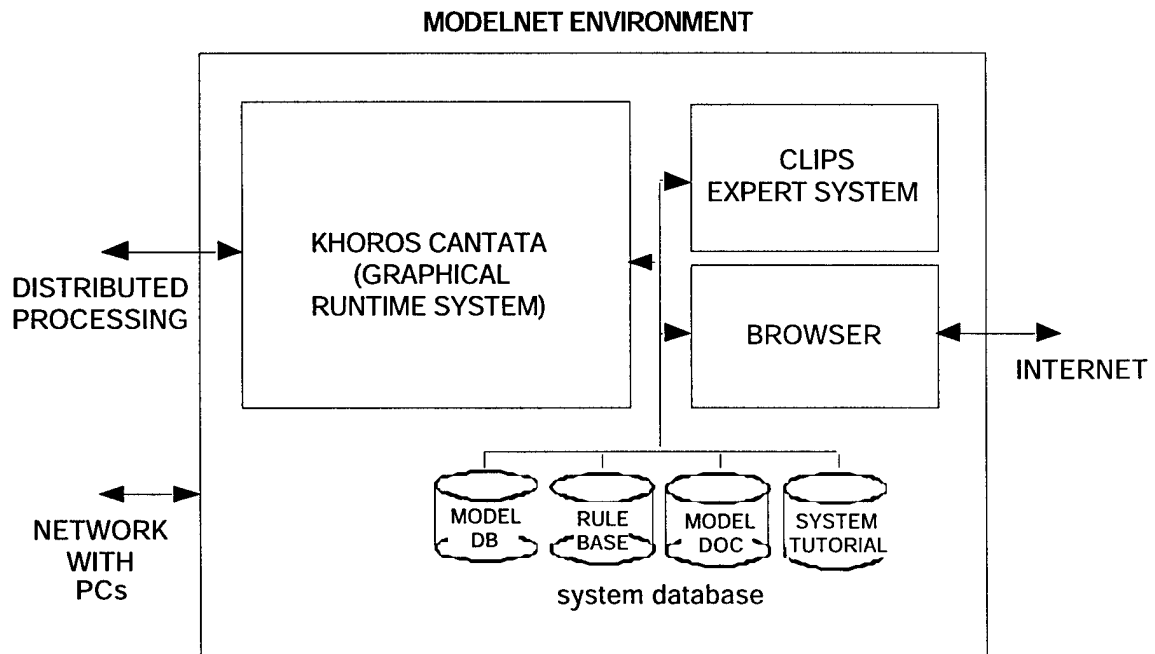 MODELNET ENVIRONMENT
KHOROS CANTATA
(GRAPHICAL
RUNTIME SYSTEM)
CLIPS
EXPERT SYSTEM
BROWSER
DISTRIBUTED
PROCESSING
INTERNET
NETWORK
WITH
PCs
MODEL
DB
RULE
BASE
MODEL
DOC
SYSTEM
TUTORIAL
system database